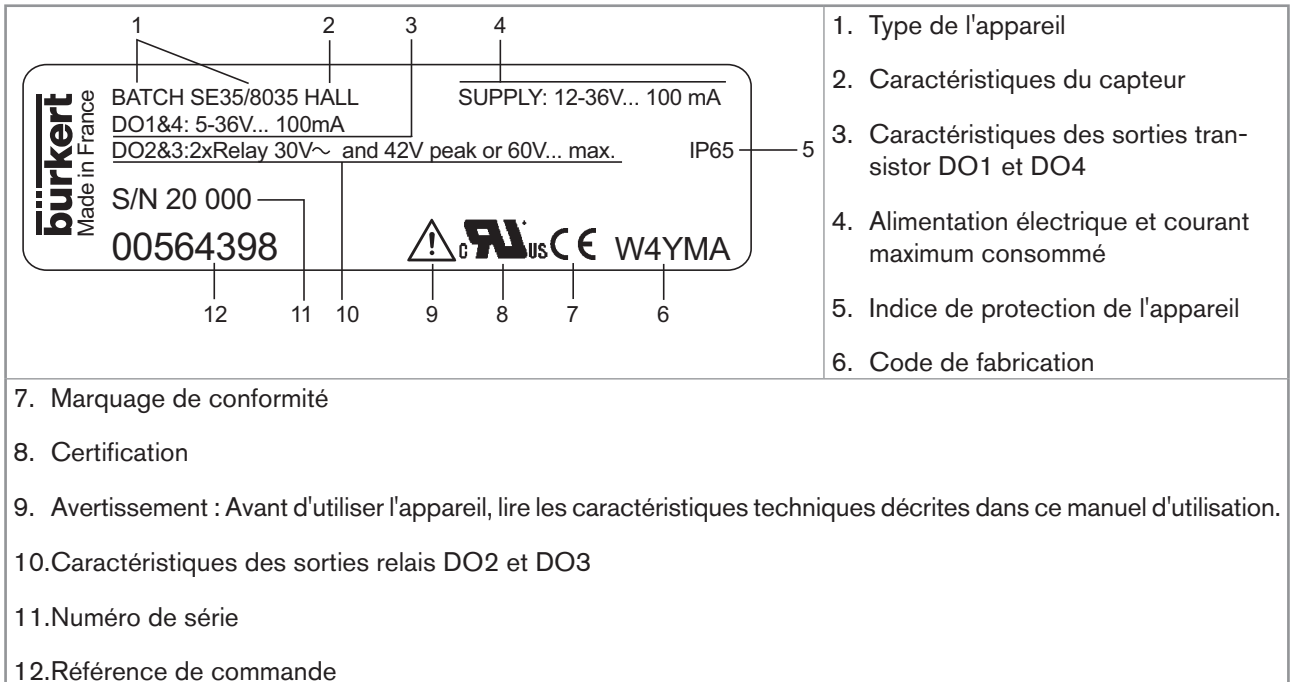 1 2 3 4
bürkert
Made in France
BATCH SE35/8035 HALL
SUPPLY: 12-36V... 100 mA
DO1&4: 5-36V... 100mA
DO2&3:2xRelay 30V~ and 42V peak or 60V... max.
IP65
5
S/N 20 000
00564398
C US CE W4YMA
12 11 10 9 8 7 6
1. Type de l'appareil
2. Caractéristiques du capteur
3. Caractéristiques des sorties tran-
sistor DO1 et DO4
4. Alimentation électrique et courant
maximum consommé
5. Indice de protection de l'appareil
6. Code de fabrication
7. Marquage de conformité
8. Certification
9. Avertissement : Avant d'utiliser l'appareil, lire les caractéristiques techniques décrites dans ce manuel d'utilisation.
10.Caractéristiques des sorties relais DO2 et DO3
11.Numéro de série
12.Référence de commande